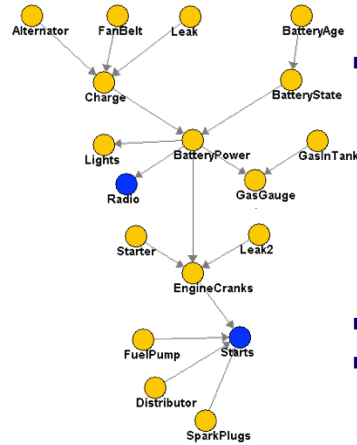 Alternator FanBelt Leak BatteryAge
Charge BatteryState
Lights BatteryPower GasInTank
Radio GasGauge
Starter Leak2
EngineCranks
FuelPump Starts
Distributor
SparkPlugs